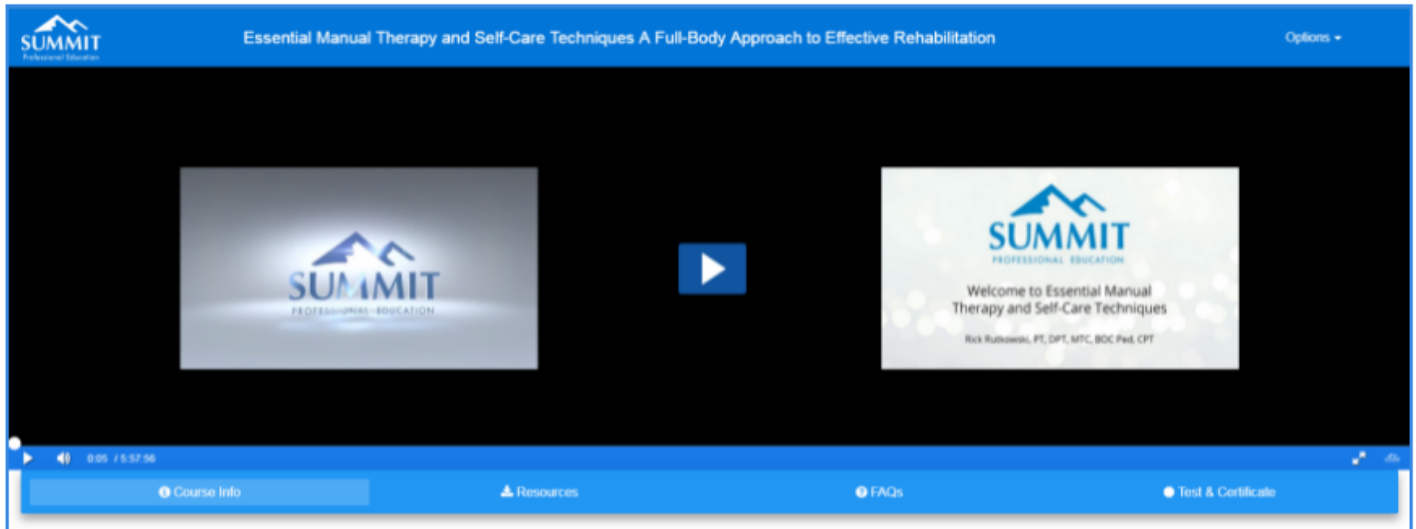 SUMMIT
Professional Education
Essential Manual Therapy and Self-Care Techniques A Full-Body Approach to Effective Rehabilitation
Options
SUMMIT
PROFESSIONAL EDUCATION
SUMMIT
PROFESSIONAL EDUCATION
Welcome to Essential Manual
Therapy and Self-Care Techniques
Rick Rutkowski, PT, DPT, MTC, BOC Ped, CPT
0:05 / 5:57:56
Course Info
Resources
FAQs
Test & Certificate